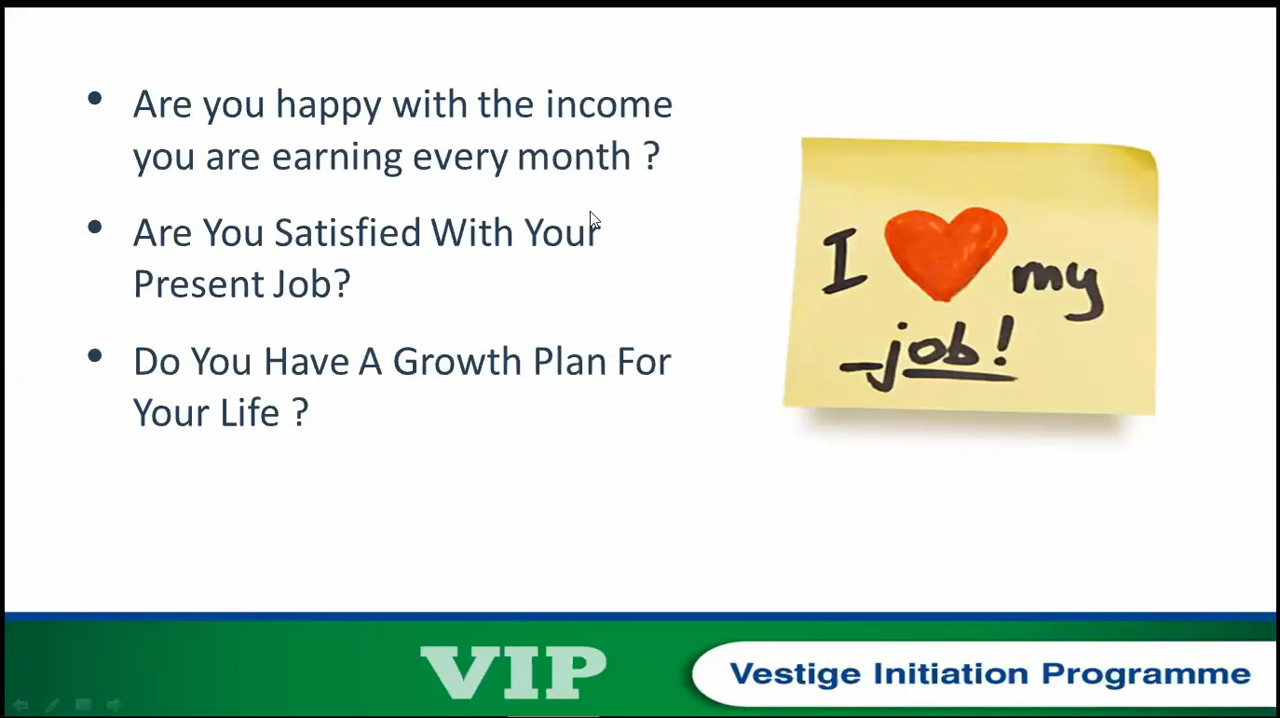 • Are you happy with the income
you are earning every month ?
• Are You Satisfied With Your
Present Job?
• Do You Have A Growth Plan For
Your Life ?
I ❤ my
job!
VIP
Vestige Initiation Programme